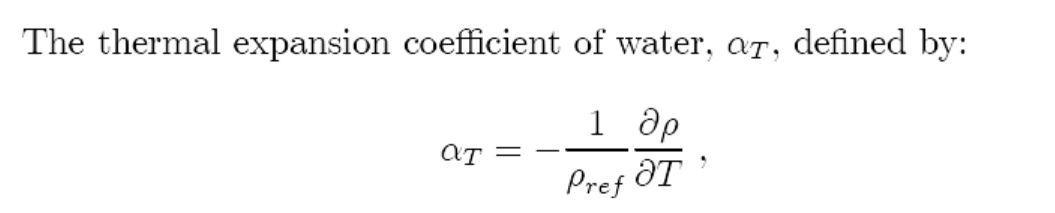 The thermal expansion coefficient of water, α_T, defined by:
α_T = − 1/ρ_ref ∂ρ/∂T ,